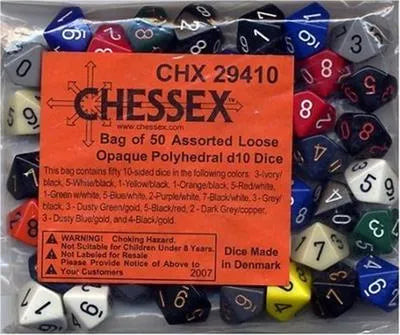 CHX 29410
CHESSEX™
www.chessex.com
Bag of 50 Assorted Loose
Opaque Polyhedral d10 Dice
This bag contains fifty 10-sided dice in the following colors: 3-Ivory/
black, 5-White/black, 1-Yellow/black, 1-Orange/black, 5-Red/white,
1-Green/white, 5-Blue/white, 2-Purple/white, 7-Black/white, 3 - Grey/
black, 3 - Dusty Green/gold, 5-Black/red, 2 - Dark Grey/copper,
3 - Dusty Blue/gold, and 4-Black/gold.
WARNING! Choking Hazard.
Not Suitable for Children Under 8 Years.
Not Labeled for Resale
Please Provide Notice of Above to
Your Customers
2007
Dice Made
in Denmark